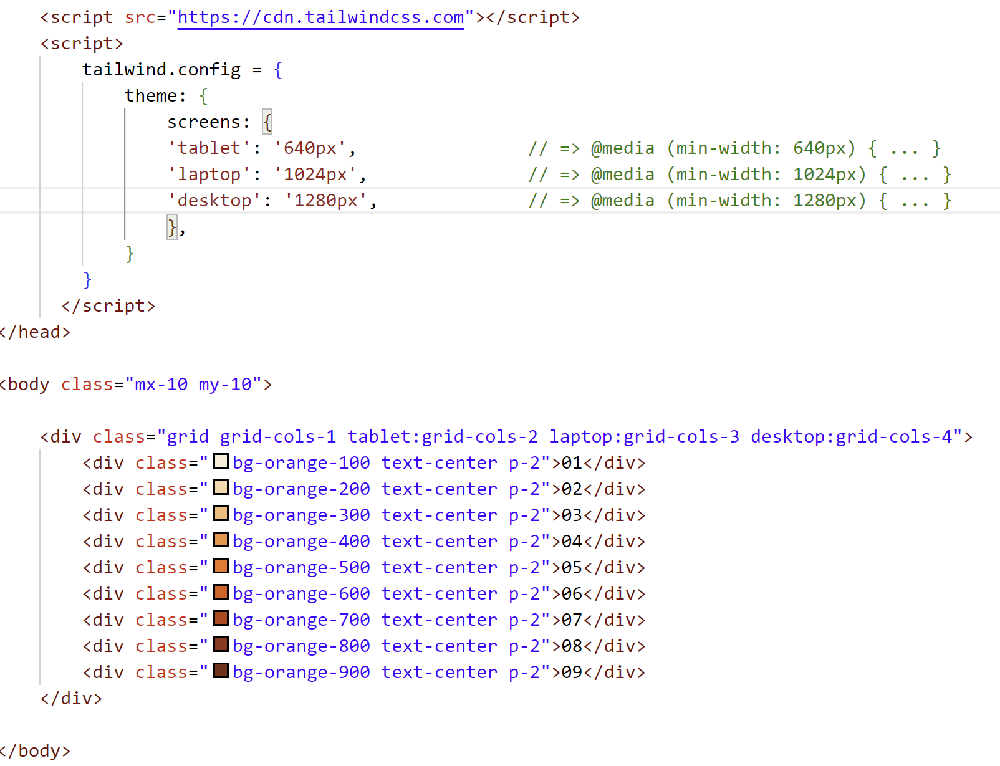 <script src="https://cdn.tailwindcss.com"></script>
<script>
tailwind.config = {
theme: {
screens: {
'tablet': '640px', // => @media (min-width: 640px) { ... }
'laptop': '1024px', // => @media (min-width: 1024px) { ... }
'desktop': '1280px', // => @media (min-width: 1280px) { ... }
},
}
}
</script>
</head>
<body class="mx-10 my-10">
<div class="grid grid-cols-1 tablet:grid-cols-2 laptop:grid-cols-3 desktop:grid-cols-4">
<div class="bg-orange-100 text-center p-2">01</div>
<div class="bg-orange-200 text-center p-2">02</div>
<div class="bg-orange-300 text-center p-2">03</div>
<div class="bg-orange-400 text-center p-2">04</div>
<div class="bg-orange-500 text-center p-2">05</div>
<div class="bg-orange-600 text-center p-2">06</div>
<div class="bg-orange-700 text-center p-2">07</div>
<div class="bg-orange-800 text-center p-2">08</div>
<div class="bg-orange-900 text-center p-2">09</div>
</div>
</body>